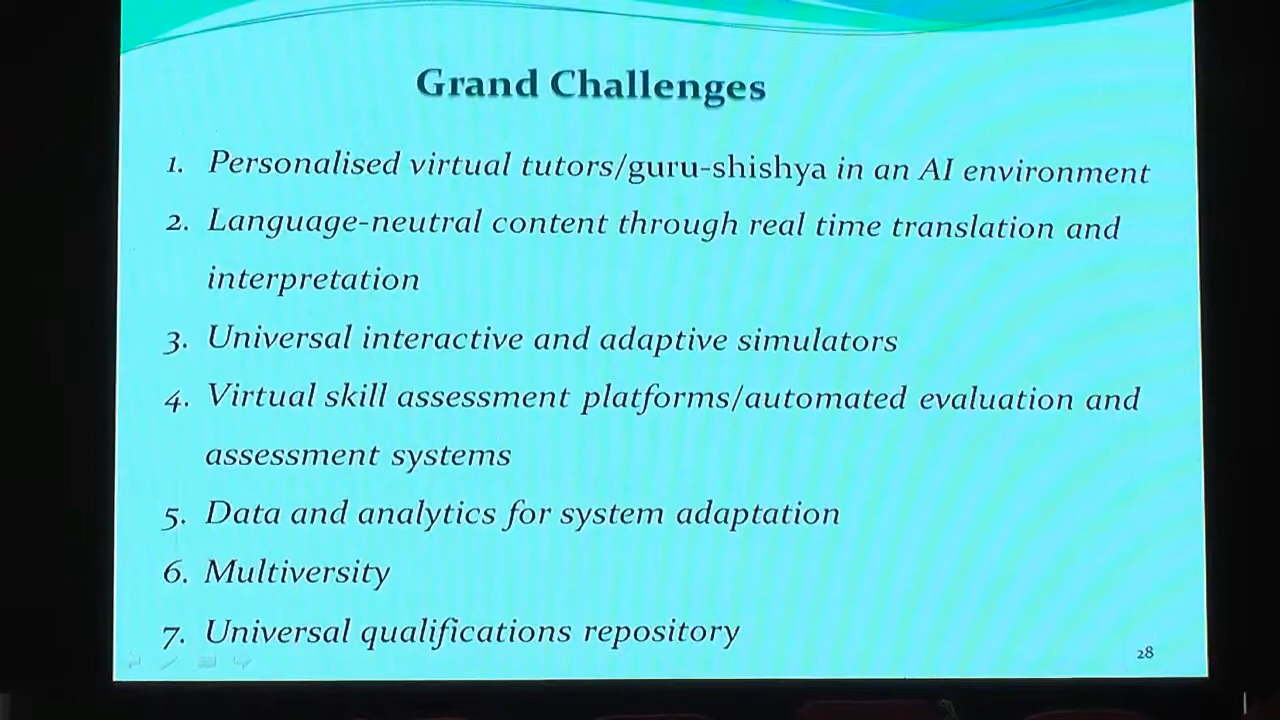 Grand Challenges
1. Personalised virtual tutors/guru-shishya in an AI environment
2. Language-neutral content through real time translation and
interpretation
3. Universal interactive and adaptive simulators
4. Virtual skill assessment platforms/automated evaluation and
assessment systems
5. Data and analytics for system adaptation
6. Multiversity
7. Universal qualifications repository
28